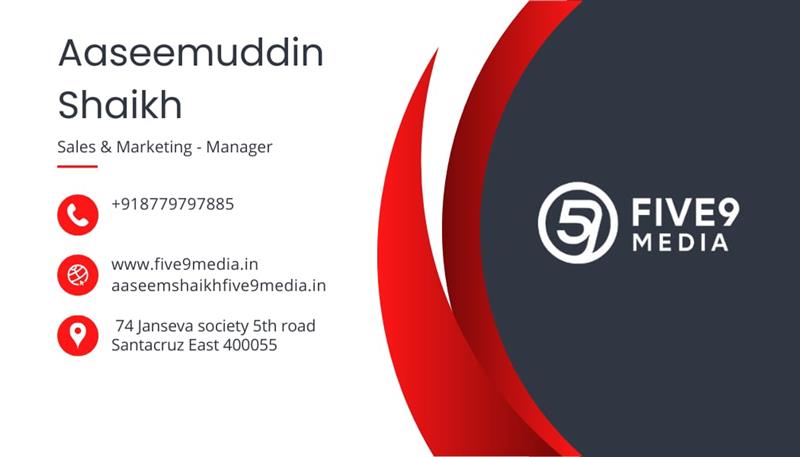 Aaseemuddin
Shaikh
Sales & Marketing - Manager
+918779797885
www.five9media.in
aaseemshaikhfive9media.in
74 Janseva society 5th road
Santacruz East 400055
59
FIVE9
MEDIA